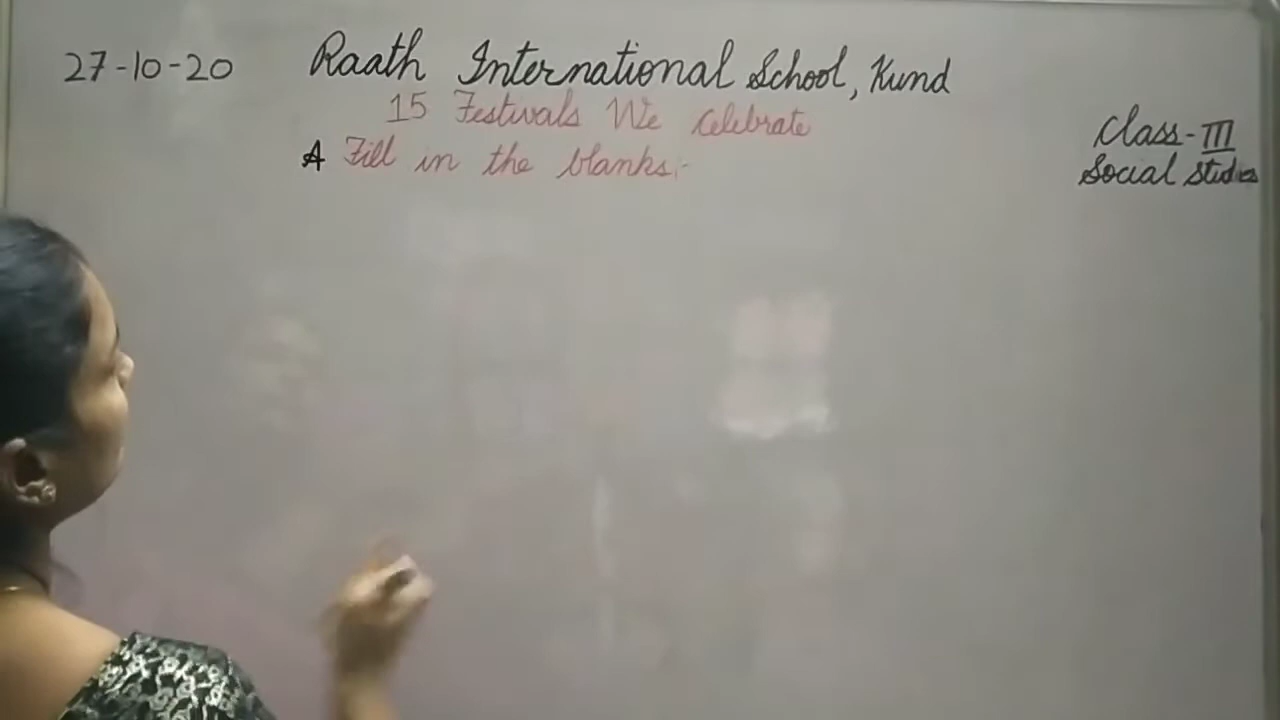 27-10-20 Raath International School, Kund
15 Festivals We Celebrate
Class-III
A Fill in the blanks:-
Social Studies